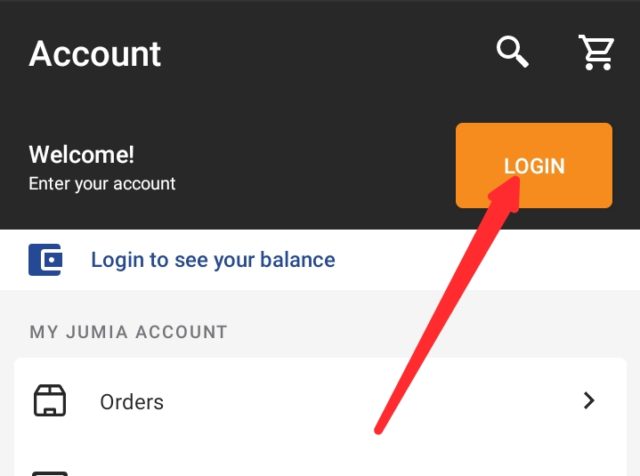 Account
Welcome!
LOGIN
Enter your account
Login to see your balance
MY JUMIA ACCOUNT
Orders